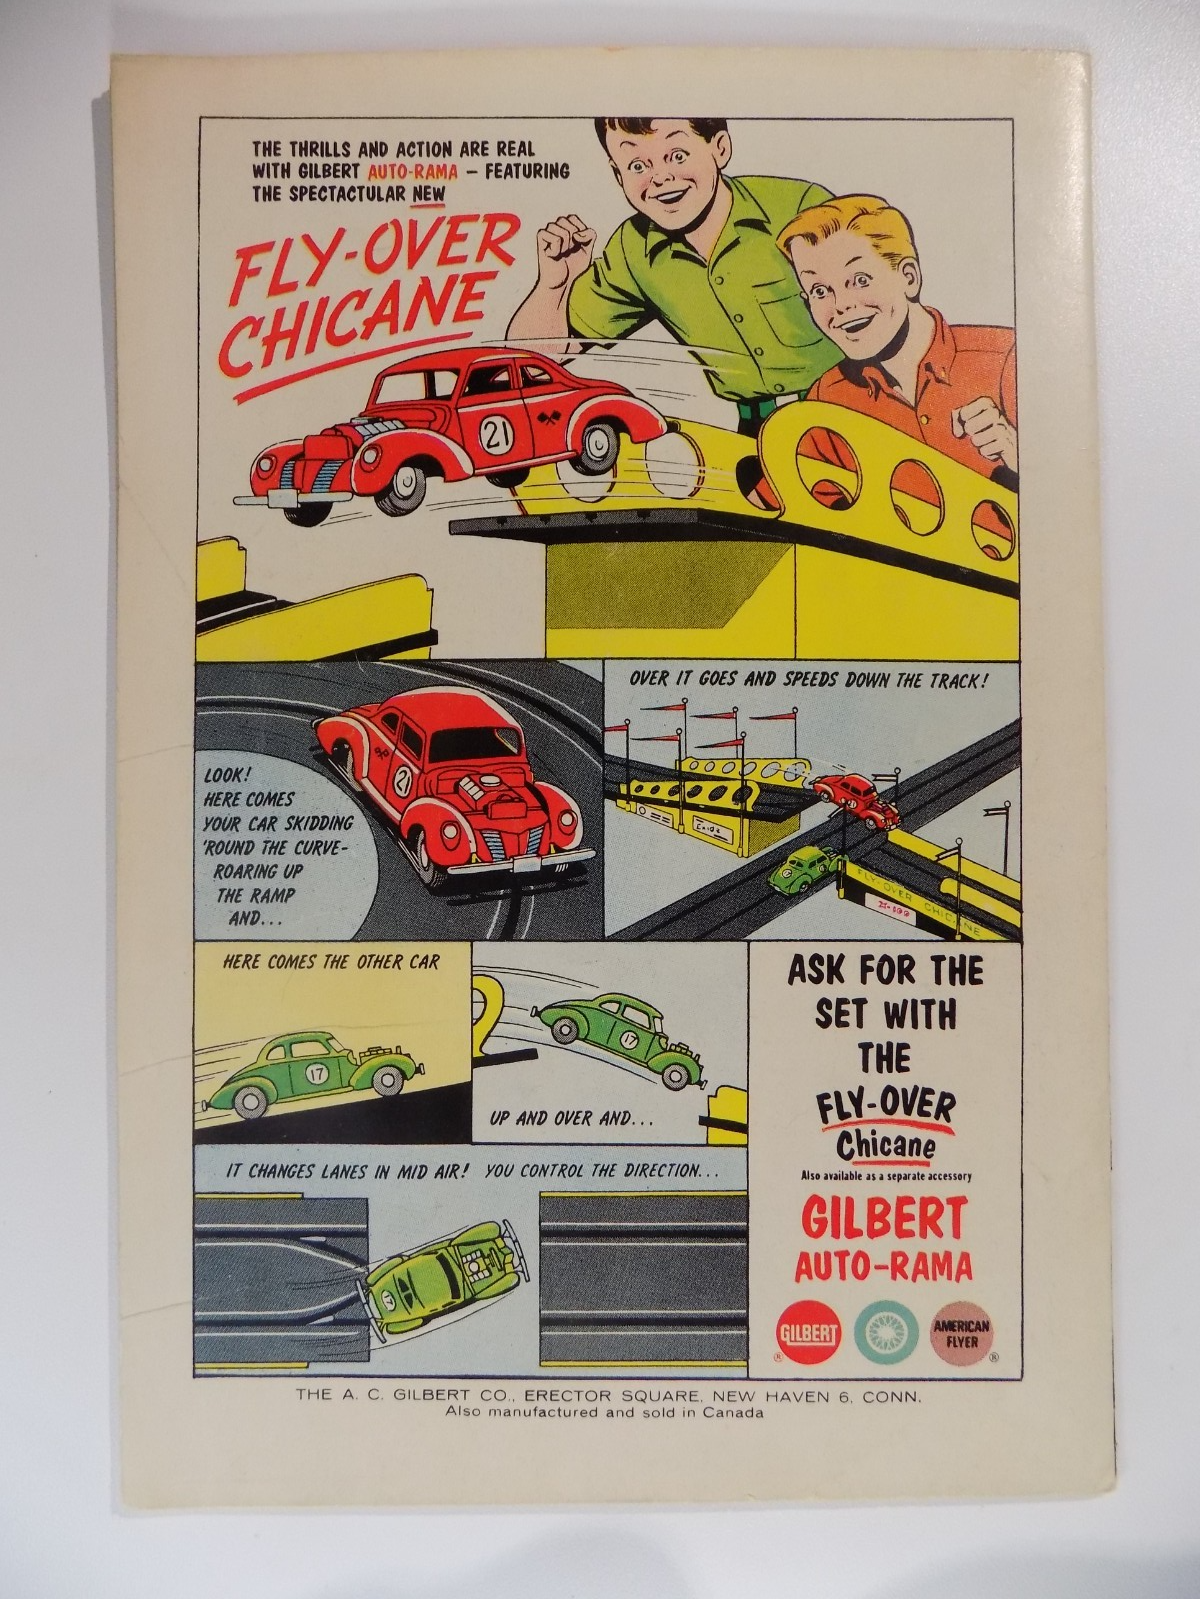 THE THRILLS AND ACTION ARE REAL
WITH GILBERT AUTO-RAMA – FEATURING
THE SPECTACTULAR NEW
FLY-OVER
CHICANE
21
LOOK!
HERE COMES
YOUR CAR SKIDDING
'ROUND THE CURVE-
ROARING UP
THE RAMP
AND...
21
OVER IT GOES AND SPEEDS DOWN THE TRACK!
FLY-OVER CHICANE
HERE COMES THE OTHER CAR
17
17
UP AND OVER AND...
IT CHANGES LANES IN MID AIR! YOU CONTROL THE DIRECTION...
17
ASK FOR THE
SET WITH
THE
FLY-OVER
Chicane
Also available as a separate accessory
GILBERT
AUTO-RAMA
GILBERT
®
AMERICAN
FLYER
®
THE A. C. GILBERT CO., ERECTOR SQUARE, NEW HAVEN 6, CONN.
Also manufactured and sold in Canada